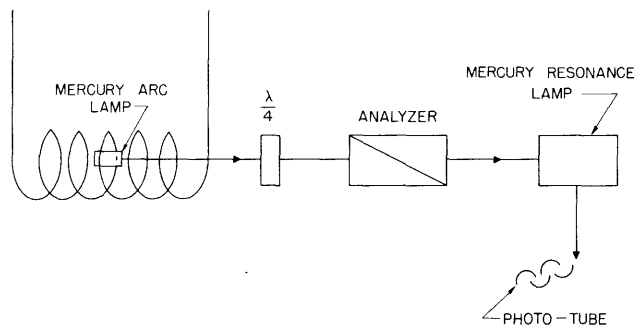 MERCURY ARC
LAMP
λ
4
ANALYZER
MERCURY RESONANCE
LAMP
PHOTO-TUBE